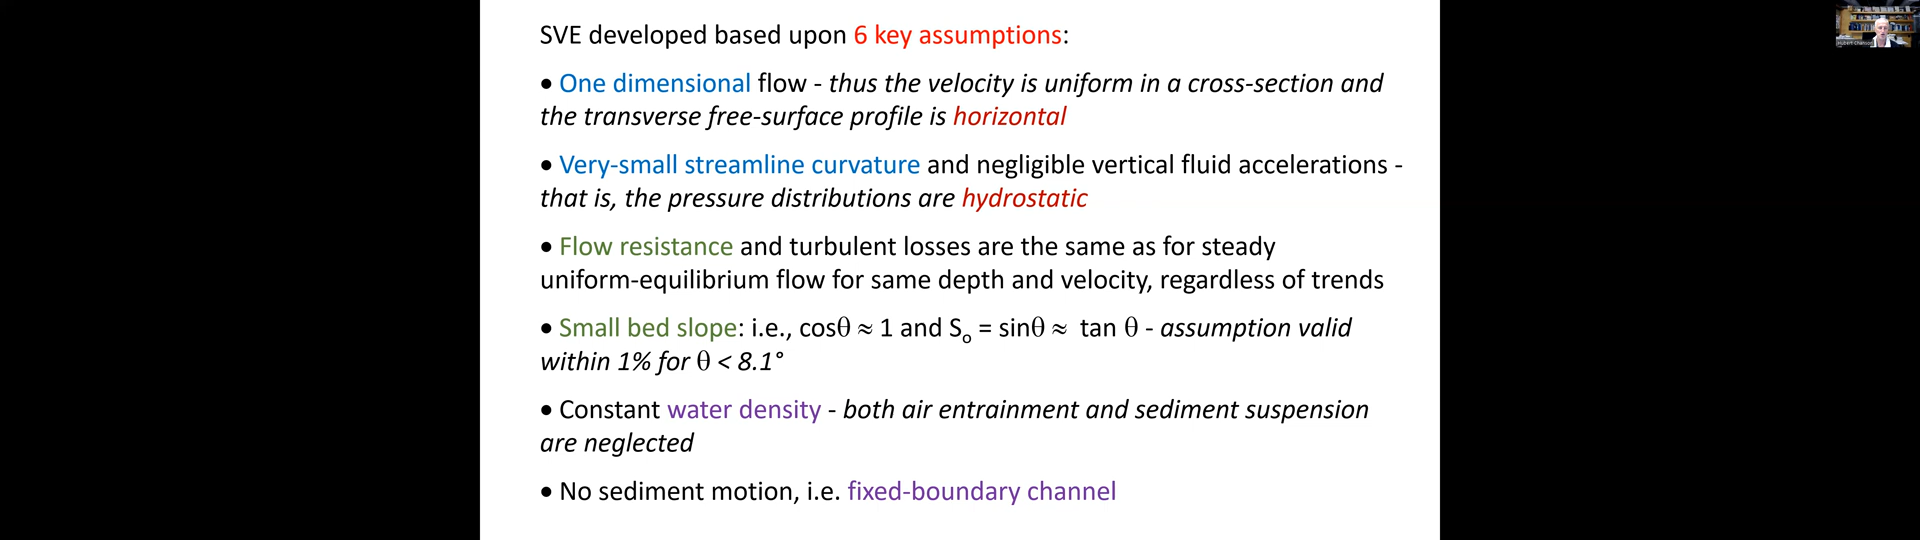 SVE developed based upon 6 key assumptions:
• One dimensional flow - thus the velocity is uniform in a cross-section and
the transverse free-surface profile is horizontal
• Very-small streamline curvature and negligible vertical fluid accelerations -
that is, the pressure distributions are hydrostatic
• Flow resistance and turbulent losses are the same as for steady
uniform-equilibrium flow for same depth and velocity, regardless of trends
• Small bed slope: i.e., cosθ ≈ 1 and So = sinθ ≈ tan θ - assumption valid
within 1% for θ < 8.1°
• Constant water density - both air entrainment and sediment suspension
are neglected
• No sediment motion, i.e. fixed-boundary channel
Hubert Chanson